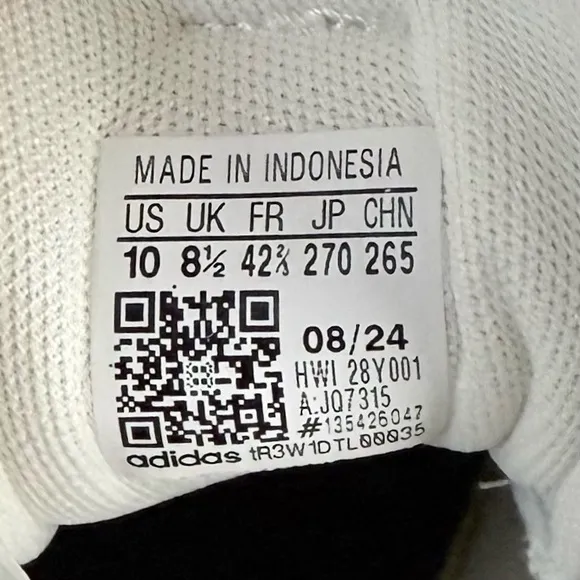 MADE IN INDONESIA
US UK FR JP CHN
10 8½ 42⅔ 270 265
08/24
HWI 28Y001
A:JQ7315
#135426047
adidas tR3W1DTL00035